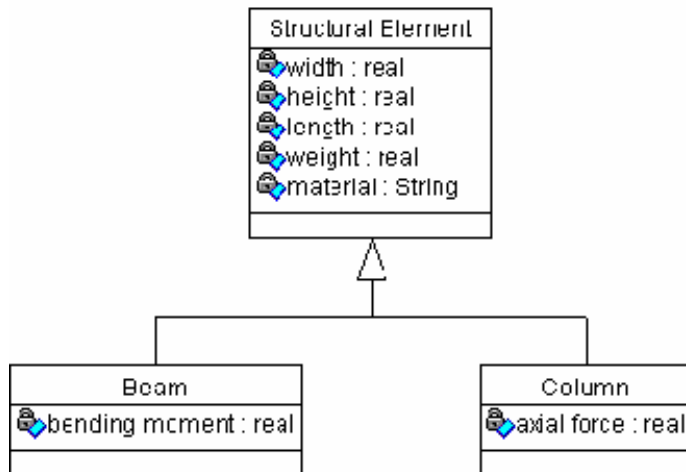 Structural Element
width : real
height : real
length : real
weight : real
material : String
Beam
bending moment : real
Column
axial force : real